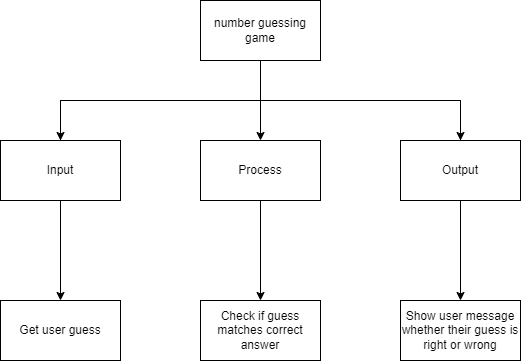 number guessing
game
Input
Process
Output
Get user guess
Check if guess
matches correct
answer
Show user message
whether their guess is
right or wrong